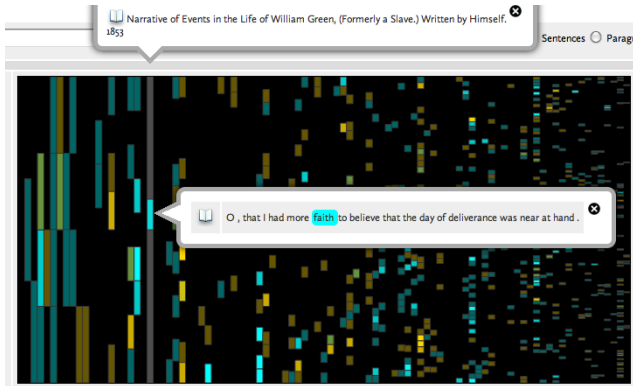 Narrative of Events in the Life of William Green, (Formerly a Slave.) Written by Himself.
1853
Sentences
O , that I had more faith to believe that the day of deliverance was near at hand .